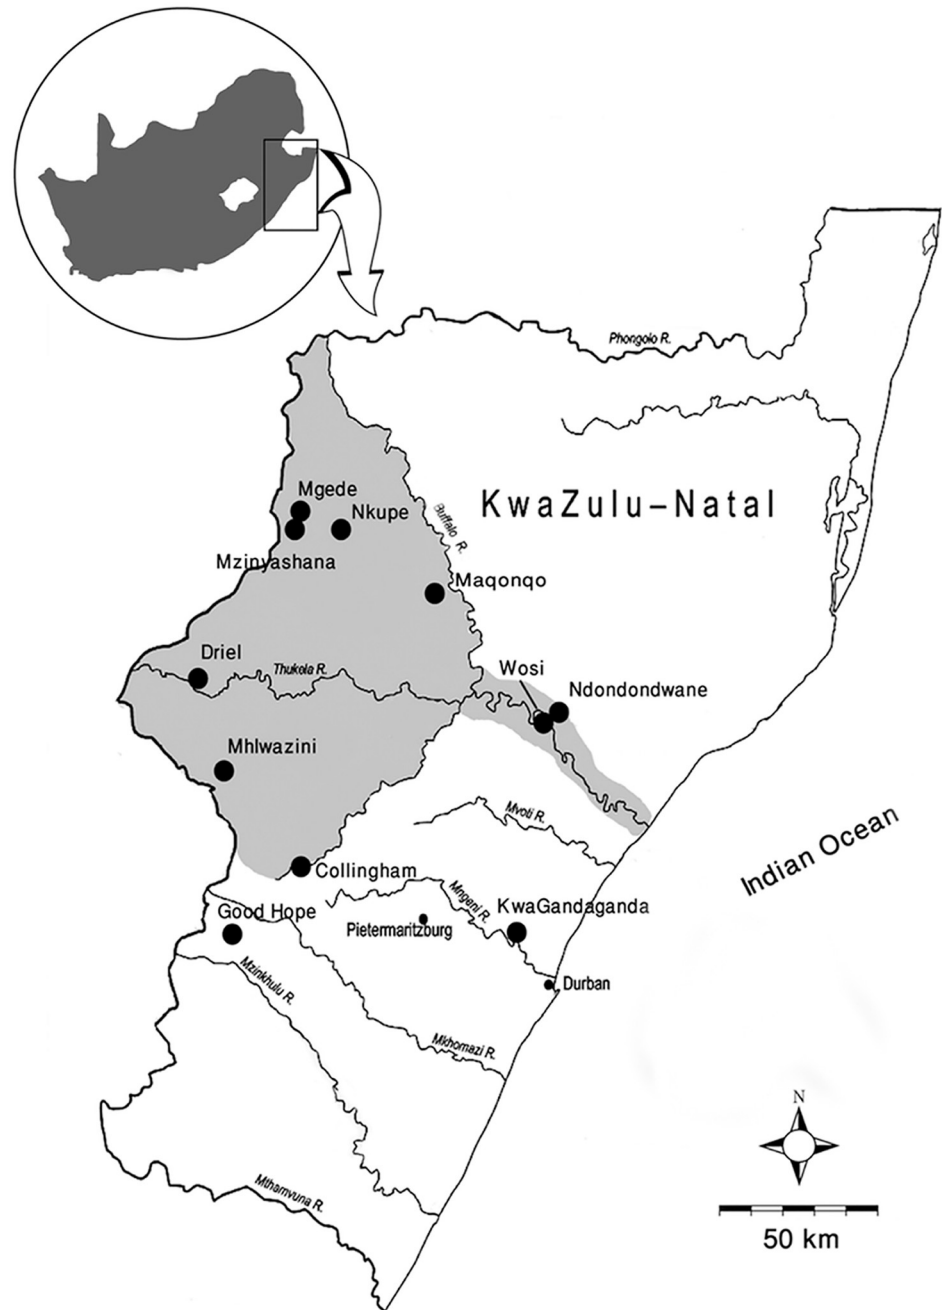 Phongolo R.
Mgede
Nkupe
KwaZulu–Natal
Buffalo R.
Mzinyashana
Maqonqo
Driel
Thukela R.
Wosi
Ndondondwane
Mhlwazini
Mvoti R.
Indian Ocean
Collingham
Mngeni R.
KwaGandaganda
Good Hope
Pietermaritzburg
Mzinkhulu R.
Durban
Mkhomazi R.
N
Mthamvuna R.
50 km